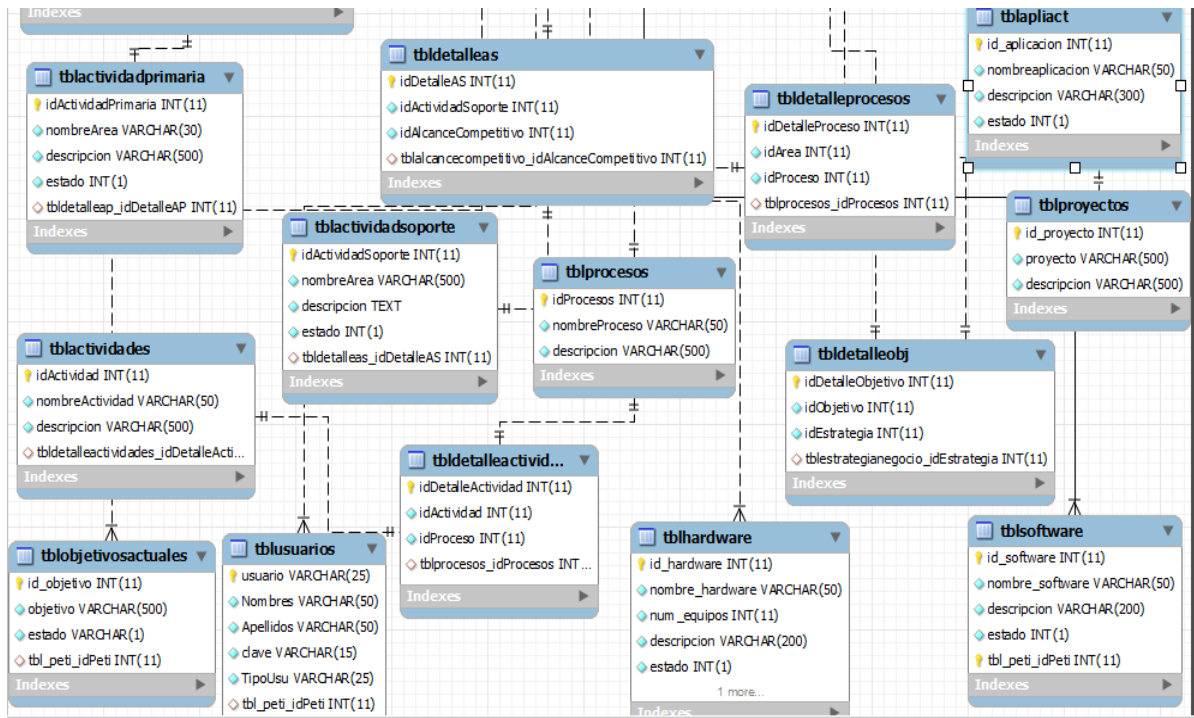 Indexes
tblactividadprimaria
idActividadPrimaria INT(11)
nombreArea VARCHAR(30)
descripcion VARCHAR(500)
estado INT(1)
tbldetalleap_idDetalleAP INT(11)
Indexes
tbldetalleas
idDetalleAS INT(11)
idActividadSoporte INT(11)
idAlcanceCompetitivo INT(11)
tblalcancecompetitivo_idAlcanceCompetitivo INT(11)
Indexes
tbldetalleprocesos
idDetalleProceso INT(11)
idArea INT(11)
idProceso INT(11)
tblprocesos_idProcesos INT(11)
Indexes
tblapliact
id_aplicacion INT(11)
nombreaplicacion VARCHAR(50)
descripcion VARCHAR(300)
estado INT(1)
Indexes
tblproyectos
id_proyecto INT(11)
proyecto VARCHAR(500)
descripcion VARCHAR(500)
Indexes
tblactividadsoporte
idActividadSoporte INT(11)
nombreArea VARCHAR(500)
descripcion TEXT
estado INT(1)
tbldetalleas_idDetalleAS INT(11)
Indexes
tblprocesos
idProcesos INT(11)
nombreProceso VARCHAR(50)
descripcion VARCHAR(500)
Indexes
tblactividades
idActividad INT(11)
nombreActividad VARCHAR(50)
descripcion VARCHAR(500)
tbldetalleactividades_idDetalleActi...
Indexes
tbldetalleobj
idDetalleObjetivo INT(11)
idObjetivo INT(11)
idEstrategia INT(11)
tblestrategianegocio_idEstrategia INT(11)
Indexes
tbldetalleactivid...
idDetalleActividad INT(11)
idActividad INT(11)
idProceso INT(11)
tblprocesos_idProcesos INT...
Indexes
tblobjetivosactuales
id_objetivo INT(11)
objetivo VARCHAR(500)
estado VARCHAR(1)
tbl_peti_idPeti INT(11)
Indexes
tblusuarios
usuario VARCHAR(25)
Nombres VARCHAR(50)
Apellidos VARCHAR(50)
clave VARCHAR(15)
TipoUsu VARCHAR(25)
tbl_peti_idPeti INT(11)
tblhardware
id_hardware INT(11)
nombre_hardware VARCHAR(50)
num_equipos INT(11)
descripcion VARCHAR(200)
estado INT(1)
1 more...
Indexes
tblsoftware
id_software INT(11)
nombre_software VARCHAR(50)
descripcion VARCHAR(200)
estado INT(1)
tbl_peti_idPeti INT(11)
Indexes